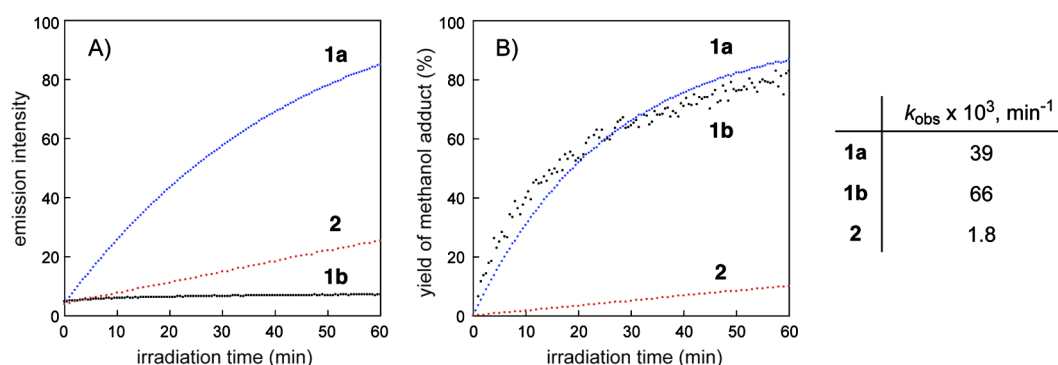 A)
emission intensity
100
80
60
40
20
0
1a
2
1b
0 10 20 30 40 50 60
irradiation time (min)
B)
yield of methanol adduct (%)
100
80
60
40
20
0
1a
1b
2
0 10 20 30 40 50 60
irradiation time (min)
kobs x 10³, min⁻¹
1a 39
1b 66
2 1.8